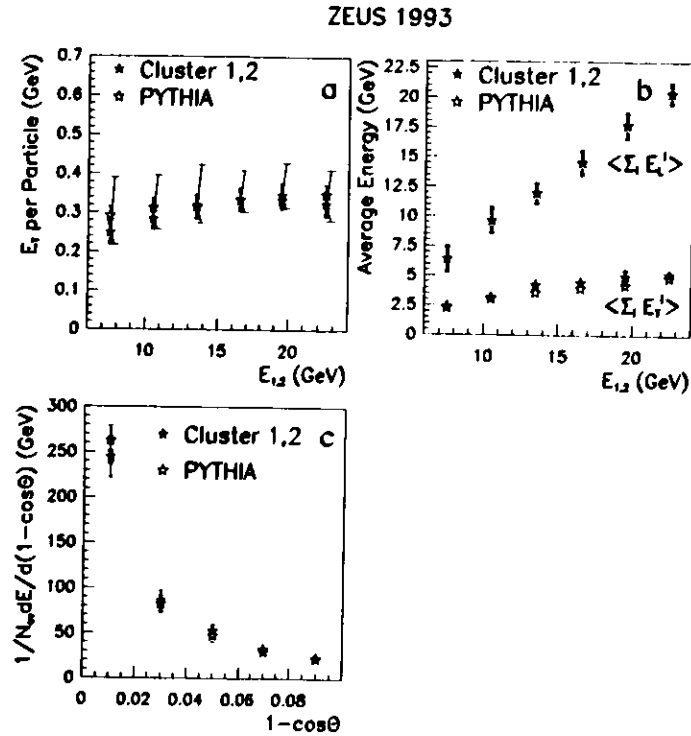 ZEUS 1993
E_T per Particle (GeV)
0.7
0.6
0.5
0.4
0.3
0.2
0.1
0
★ Cluster 1,2
☆ PYTHIA
a
10
15
20
E_{1,2} (GeV)
Average Energy (GeV)
22.5
20
17.5
15
12.5
10
7.5
5
2.5
0
★ Cluster 1,2
☆ PYTHIA
b
<Σ_i E_L^i>
<Σ_i E_T^i>
10
15
20
E_{1,2} (GeV)
dE/d(1-cosθ) (GeV)
300
250
200
150
100
50
0
★ Cluster 1,2
☆ PYTHIA
c
0
0.02
0.04
0.06
0.08
1-cosθ